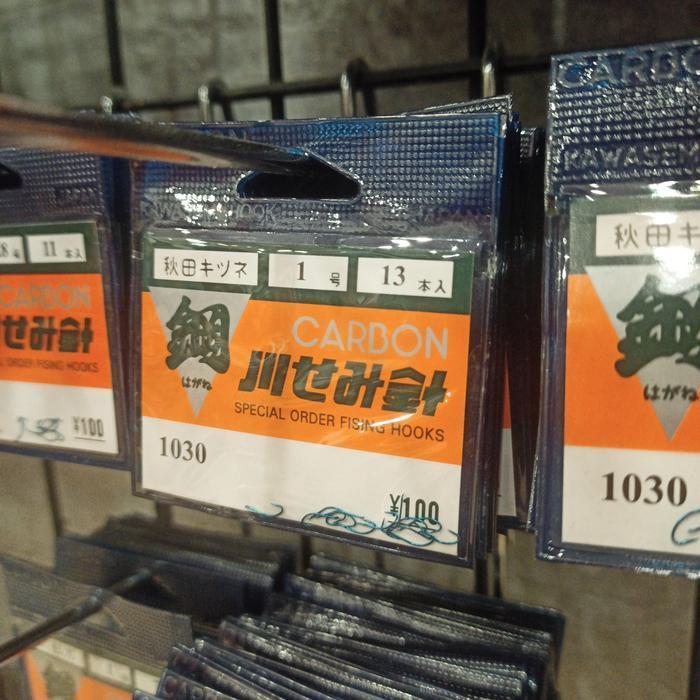 秋田キツネ 1号 13本入
鋼
はがね
CARBON
川せみ針
SPECIAL ORDER FISING HOOKS
1030
¥100
11本入
CARBON
せみ針
ORDER FISING HOOKS
¥100
CARBO
KAWASEM
秋田キ
鋼
はがね
1030